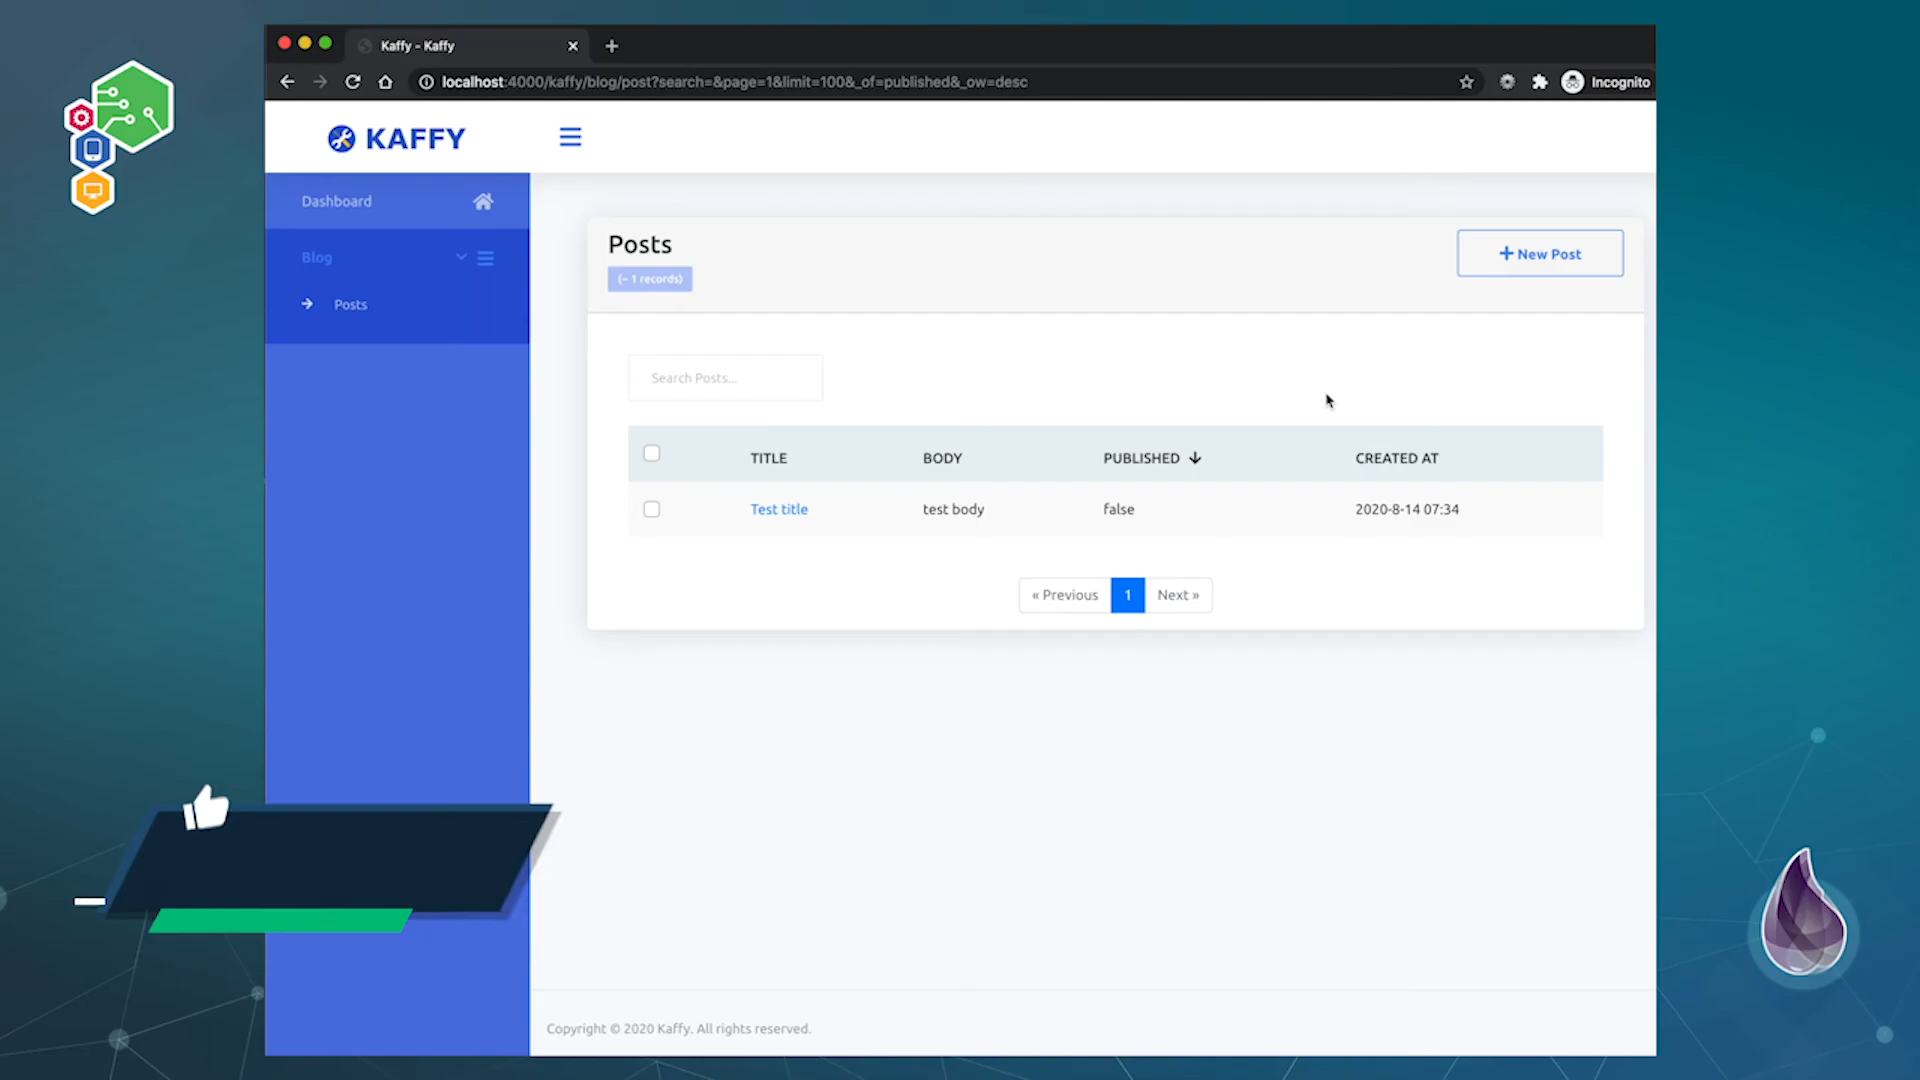 Kaffy - Kaffy
localhost:4000/kaffy/blog/post?search=&page=1&limit=100&_of=published&_ow=desc
Incognito
KAFFY
Dashboard
Blog
Posts
Posts
(~ 1 records)
+ New Post
Search Posts...
TITLE BODY PUBLISHED CREATED AT
Test title test body false 2020-8-14 07:34
« Previous 1 Next »
Copyright © 2020 Kaffy. All rights reserved.